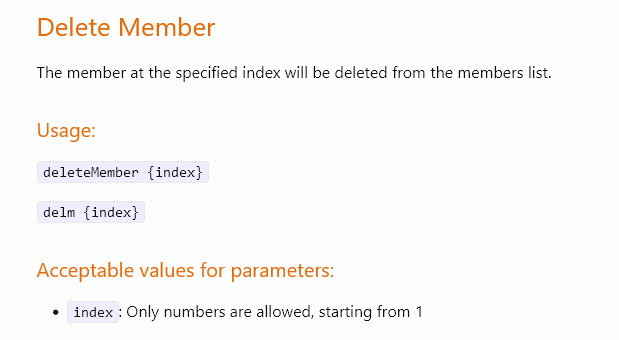 Delete Member
The member at the specified index will be deleted from the members list.
Usage:
deleteMember {index}
delm {index}
Acceptable values for parameters:
• index: Only numbers are allowed, starting from 1